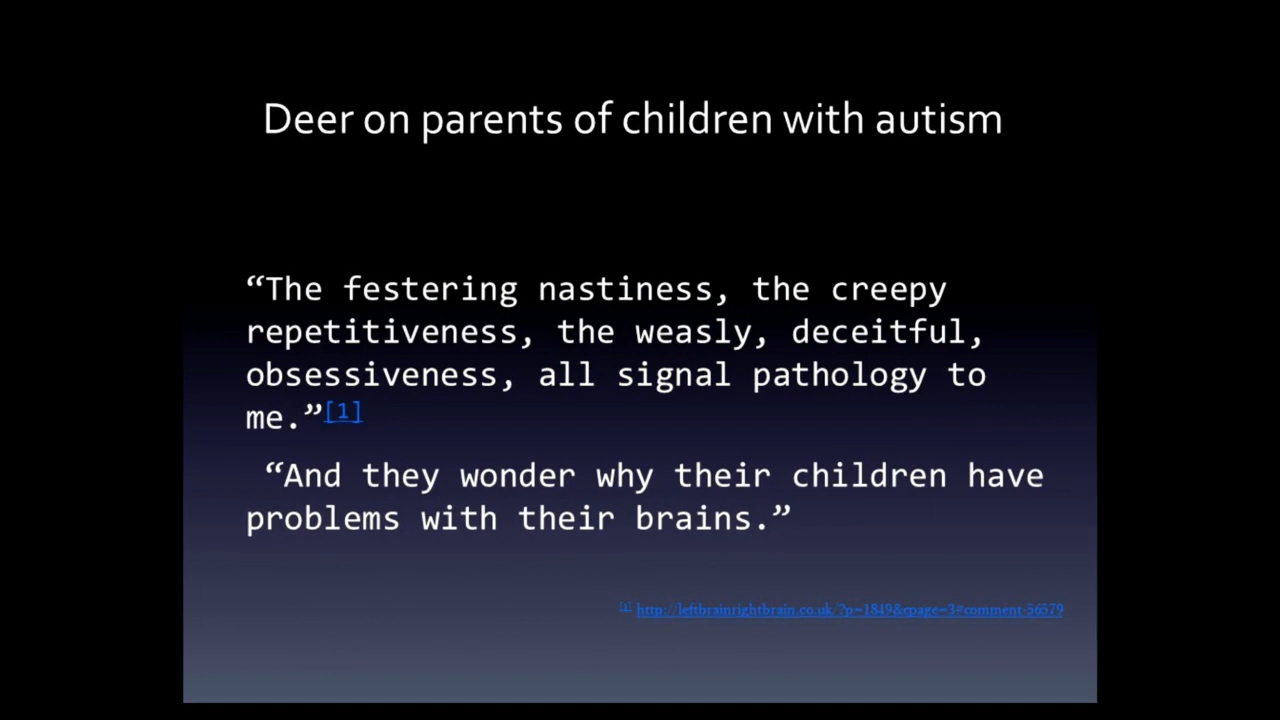 Deer on parents of children with autism
“The festering nastiness, the creepy
repetitiveness, the weasly, deceitful,
obsessiveness, all signal pathology to
me.”[1]
“And they wonder why their children have
problems with their brains.”
[1] http://leftbrainrightbrain.co.uk/?p=1849&cpage=3#comment-56579